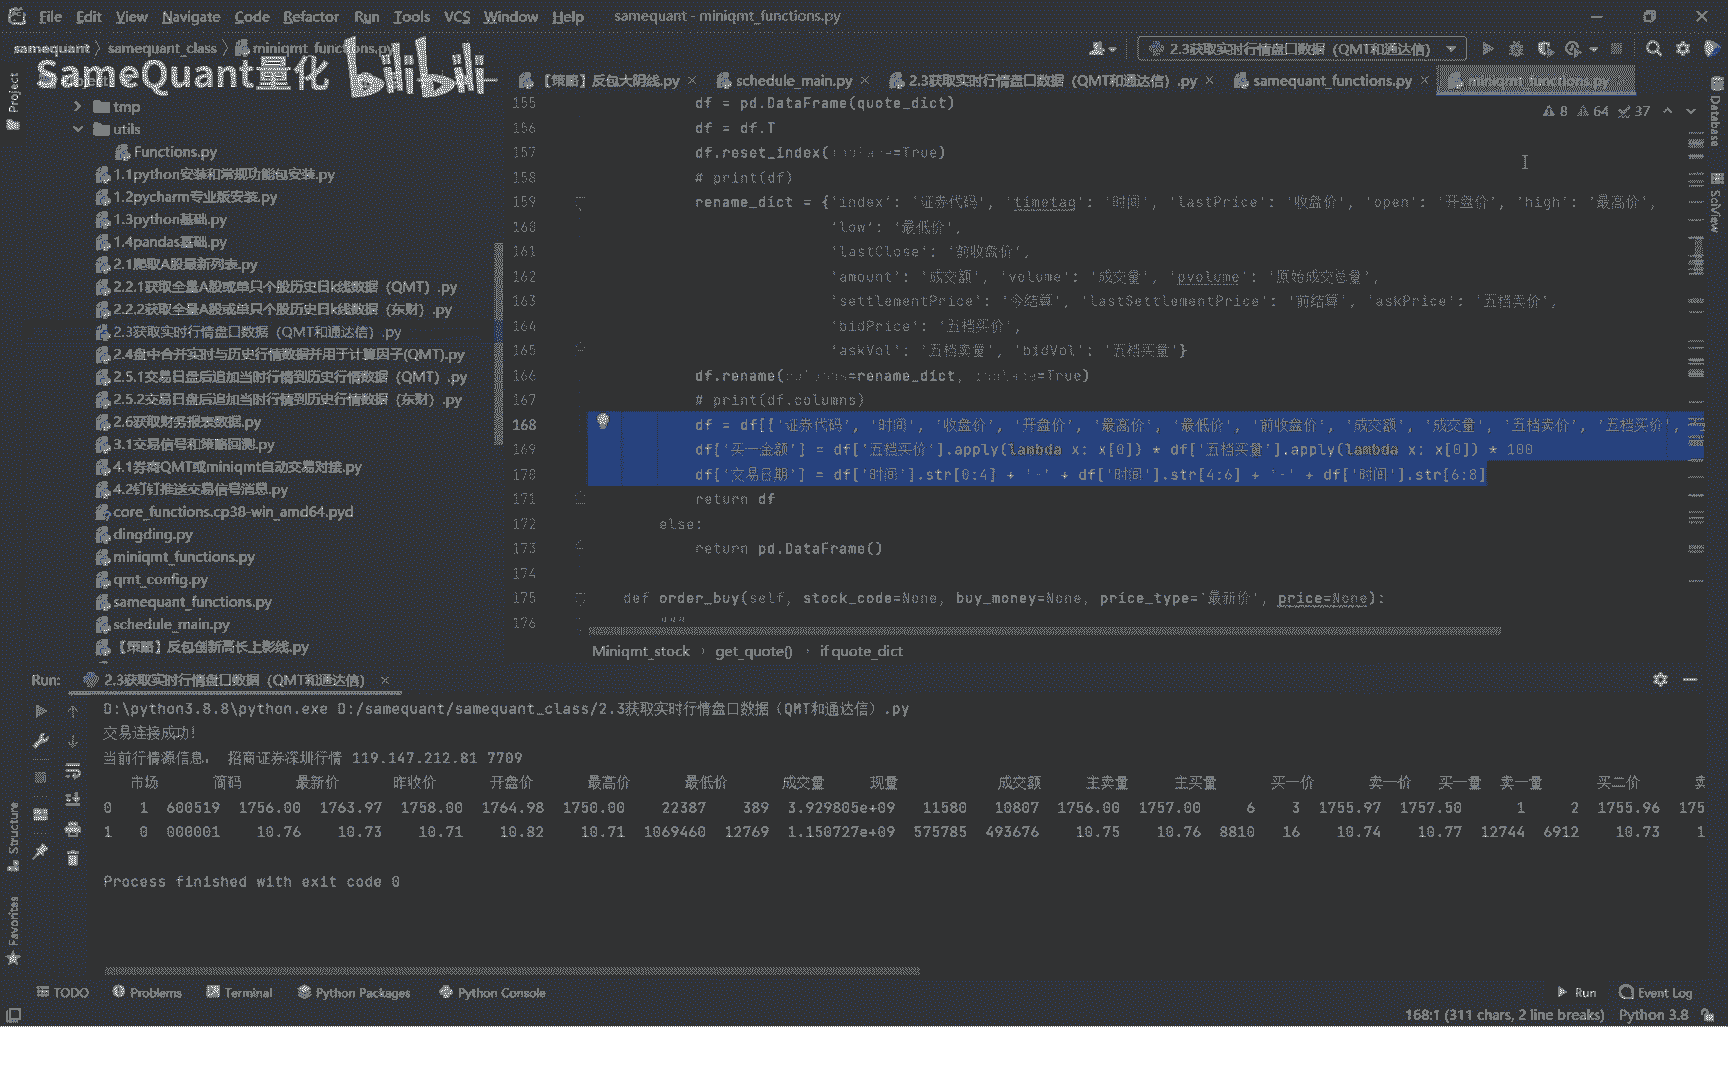 File Edit View Navigate Code Refactor Run Tools VCS Window Help samequant - miniqmt_functions.py
samequant samequant_class miniqmt_functions.py
2.3获取实时行情盘口数据（QMT和通达信）
SameQuant量化 bilibili
【策略】反包大阴线.py schedule_main.py 2.3获取实时行情盘口数据（QMT和通达信）.py samequant_functions.py miniqmt_functions.py
Project
Database
SciView
8 64 37
tmp
utils
Functions.py
1.1python安装和常规功能包安装.py
1.2pycharm专业版安装.py
1.3python基础.py
1.4pandas基础.py
2.1爬取A股最新列表.py
2.2.1获取全量A股或单只个股历史日k线数据（QMT）.py
2.2.2获取全量A股或单只个股历史日k线数据（东财）.py
2.3获取实时行情盘口数据（QMT和通达信）.py
2.4盘中合并实时与历史行情数据并用于计算因子(QMT).py
2.5.1交易日盘后追加当时行情到历史行情数据（QMT）.py
2.5.2交易日盘后追加当时行情到历史行情数据（东财）.py
2.6获取财务报表数据.py
3.1交易信号和策略回测.py
4.1券商QMT或miniqmt自动交易对接.py
4.2钉钉推送交易信号消息.py
core_functions.cp38-win_amd64.pyd
dingding.py
miniqmt_functions.py
qmt_config.py
samequant_functions.py
schedule_main.py
【策略】反包创新高长上影线.py
155 df = pd.DataFrame(quote_dict)
156 df = df.T
157 df.reset_index(inplace=True)
158 # print(df)
159 rename_dict = {'index': '证券代码', 'timetag': '时间', 'lastPrice': '收盘价', 'open': '开盘价', 'high': '最高价',
160 'low': '最低价',
161 'lastClose': '前收盘价',
162 'amount': '成交额', 'volume': '成交量', 'pvolume': '原始成交总量',
163 'settlementPrice': '今结算', 'lastSettlementPrice': '前结算', 'askPrice': '五档卖价',
164 'bidPrice': '五档买价',
165 'askVol': '五档卖量', 'bidVol': '五档买量'}
166 df.rename(columns=rename_dict, inplace=True)
167 # print(df.columns)
168 df = df[['证券代码', '时间', '收盘价', '开盘价', '最高价', '最低价', '前收盘价', '成交额', '成交量', '五档卖价', '五档买价',
169 df['买一金额'] = df['五档买价'].apply(lambda x: x[0]) * df['五档买量'].apply(lambda x: x[0]) * 100
170 df['交易日期'] = df['时间'].str[0:4] + '-' + df['时间'].str[4:6] + '-' + df['时间'].str[6:8]
171 return df
172 else:
173 return pd.DataFrame()
174
175 def order_buy(self, stock_code=None, buy_money=None, price_type='最新价', price=None):
176 """
Miniqmt_stock get_quote() if quote_dict
Run: 2.3获取实时行情盘口数据（QMT和通达信）
D:\python3.8.8\python.exe D:/samequant/samequant_class/2.3获取实时行情盘口数据（QMT和通达信）.py
交易连接成功！
当前行情源信息， 招商证券深圳行情 119.147.212.81 7709
市场 简码 最新价 昨收价 开盘价 最高价 最低价 成交量 现量 成交额 主卖量 主买量 买一价 卖一价 买一量 卖一量 买二价
0 1 600519 1756.00 1763.97 1758.00 1764.98 1750.00 22387 389 3.929805e+09 11580 10807 1756.00 1757.00 6 3 1755.97 1757.50 1 2 1755.96 175
1 0 000001 10.76 10.73 10.71 10.82 10.71 1069460 12769 1.150727e+09 575785 493676 10.75 10.76 8810 16 10.74 10.77 12744 6912 10.73 1
Process finished with exit code 0
Structure
Favorites
TODO Problems Terminal Python Packages Python Console Run Event Log
168:1 (311 chars, 2 line breaks) Python 3.8